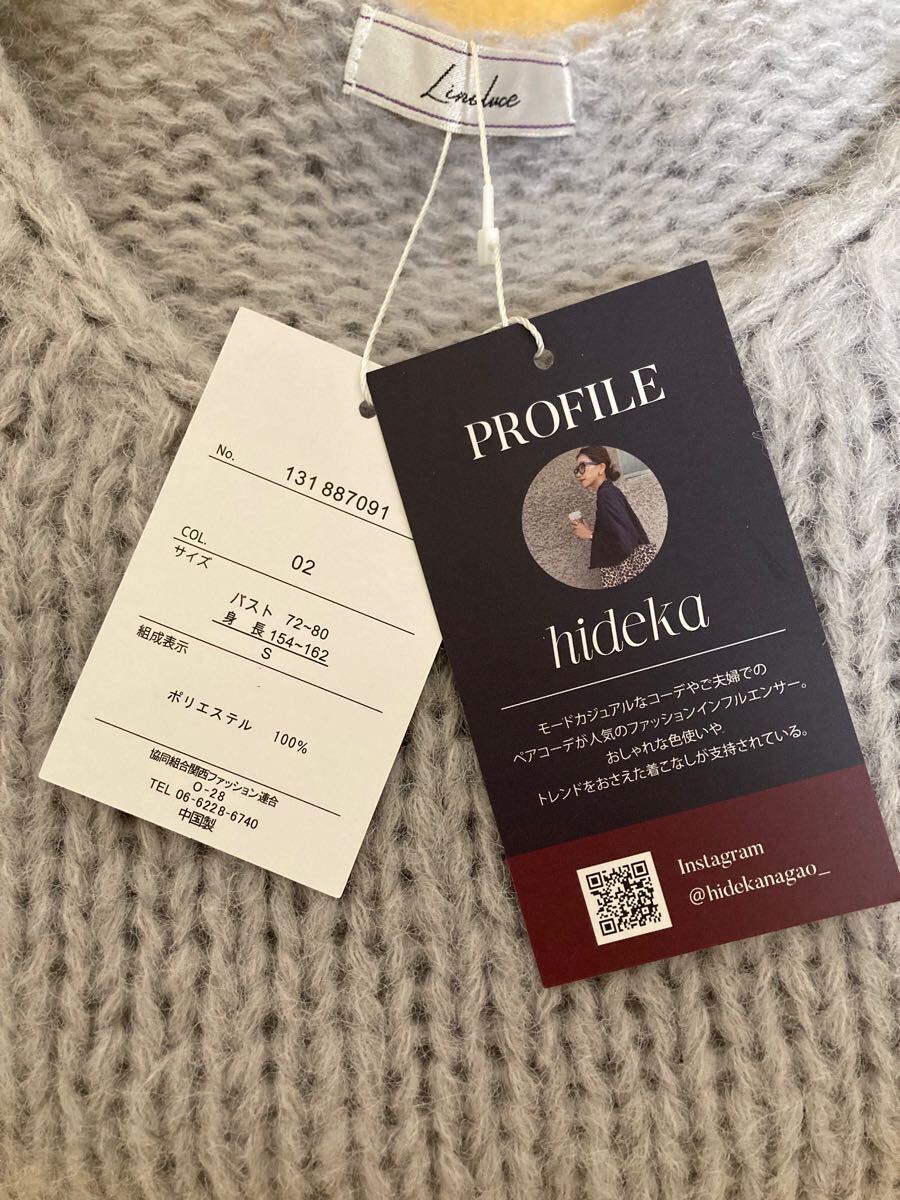 No. 131 887091
COL. 02
サイズ
バスト 72~80
身 長 154~162
S
組成表示
ポリエステル 100%
協同組合関西ファッション連合
O-28
TEL 06-6228-6740
中国製
PROFILE
hideka
モードカジュアルなコーデやご夫婦での
ペアコーデが人気のファッションインフルエンサー。
おしゃれな色使いや、
トレンドをおさえた着こなしが支持されている。
Instagram
@hidekanagao_